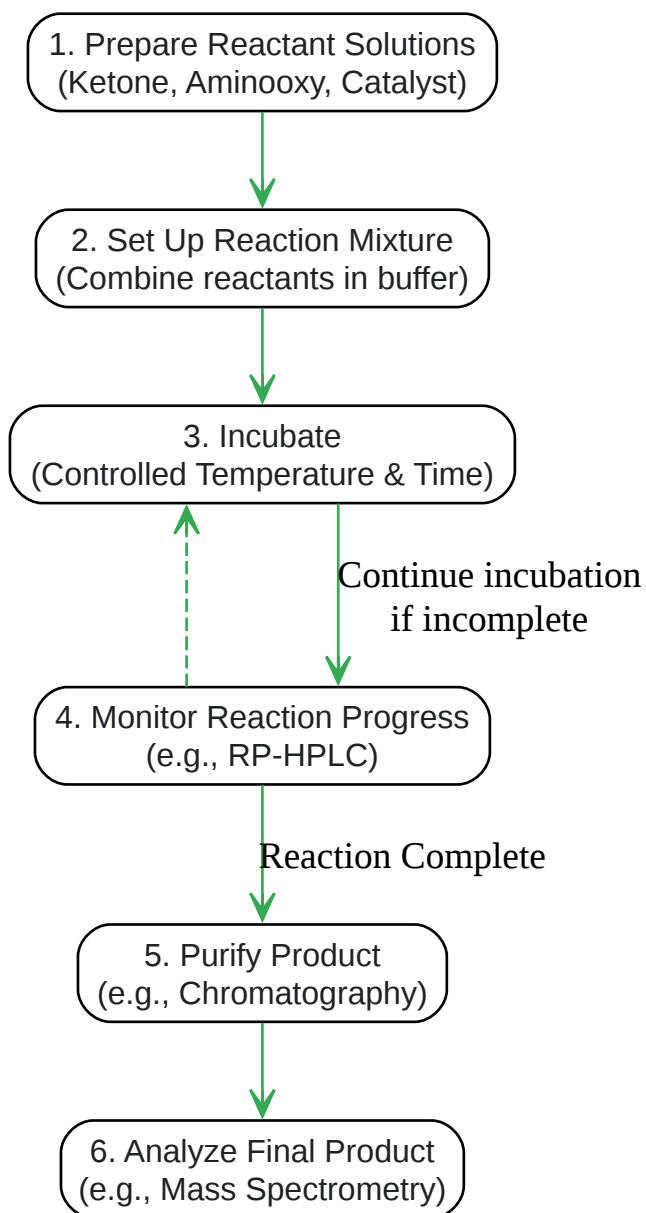 1. Prepare Reactant Solutions
(Ketone, Aminooxy, Catalyst)
2. Set Up Reaction Mixture
(Combine reactants in buffer)
3. Incubate
(Controlled Temperature & Time)
Continue incubation
if incomplete
4. Monitor Reaction Progress
(e.g., RP-HPLC)
Reaction Complete
5. Purify Product
(e.g., Chromatography)
6. Analyze Final Product
(e.g., Mass Spectrometry)